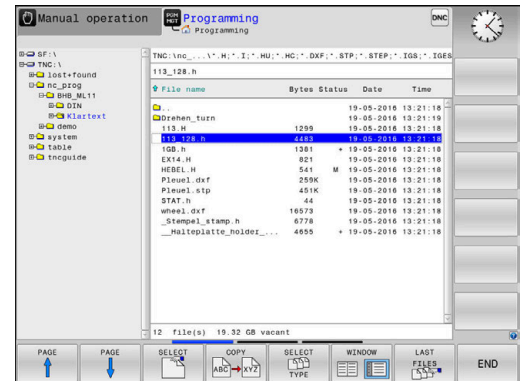 Manual operation
PGM MGT Programming
Programming
DNC
SF:\
TNC:\
lost+found
nc_prog
BHB_ML11
DIN
Klartext
demo
system
table
tncguide
TNC:\nc_...\*.H;*.I;*.HU;*.HC;*.DXF;*.STP;*.STEP;*.IGS;*.IGES
113_128.h
File name Bytes Status Date Time
.. 19-05-2016 13:21:18
Drehen_turn 19-05-2016 13:21:19
113.H 1299 19-05-2016 13:21:18
113_128.h 4483 19-05-2016 13:21:18
1GB.h 1381 + 19-05-2016 13:21:18
EX14.H 821 19-05-2016 13:21:18
HEBEL.H 541 M 19-05-2016 13:21:18
Pleuel.dxf 259K 19-05-2016 13:21:18
Pleuel.stp 451K 19-05-2016 13:21:18
STAT.h 44 19-05-2016 13:21:18
wheel.dxf 16573 19-05-2016 13:21:18
_Stempel_stamp.h 6778 19-05-2016 13:21:18
__Halteplatte_holder_... 4655 + 19-05-2016 13:21:18
12 file(s) 19.32 GB vacant
PAGE
PAGE
SELECT
COPY
ABC XYZ
SELECT
TYPE
WINDOW
LAST
FILES
END